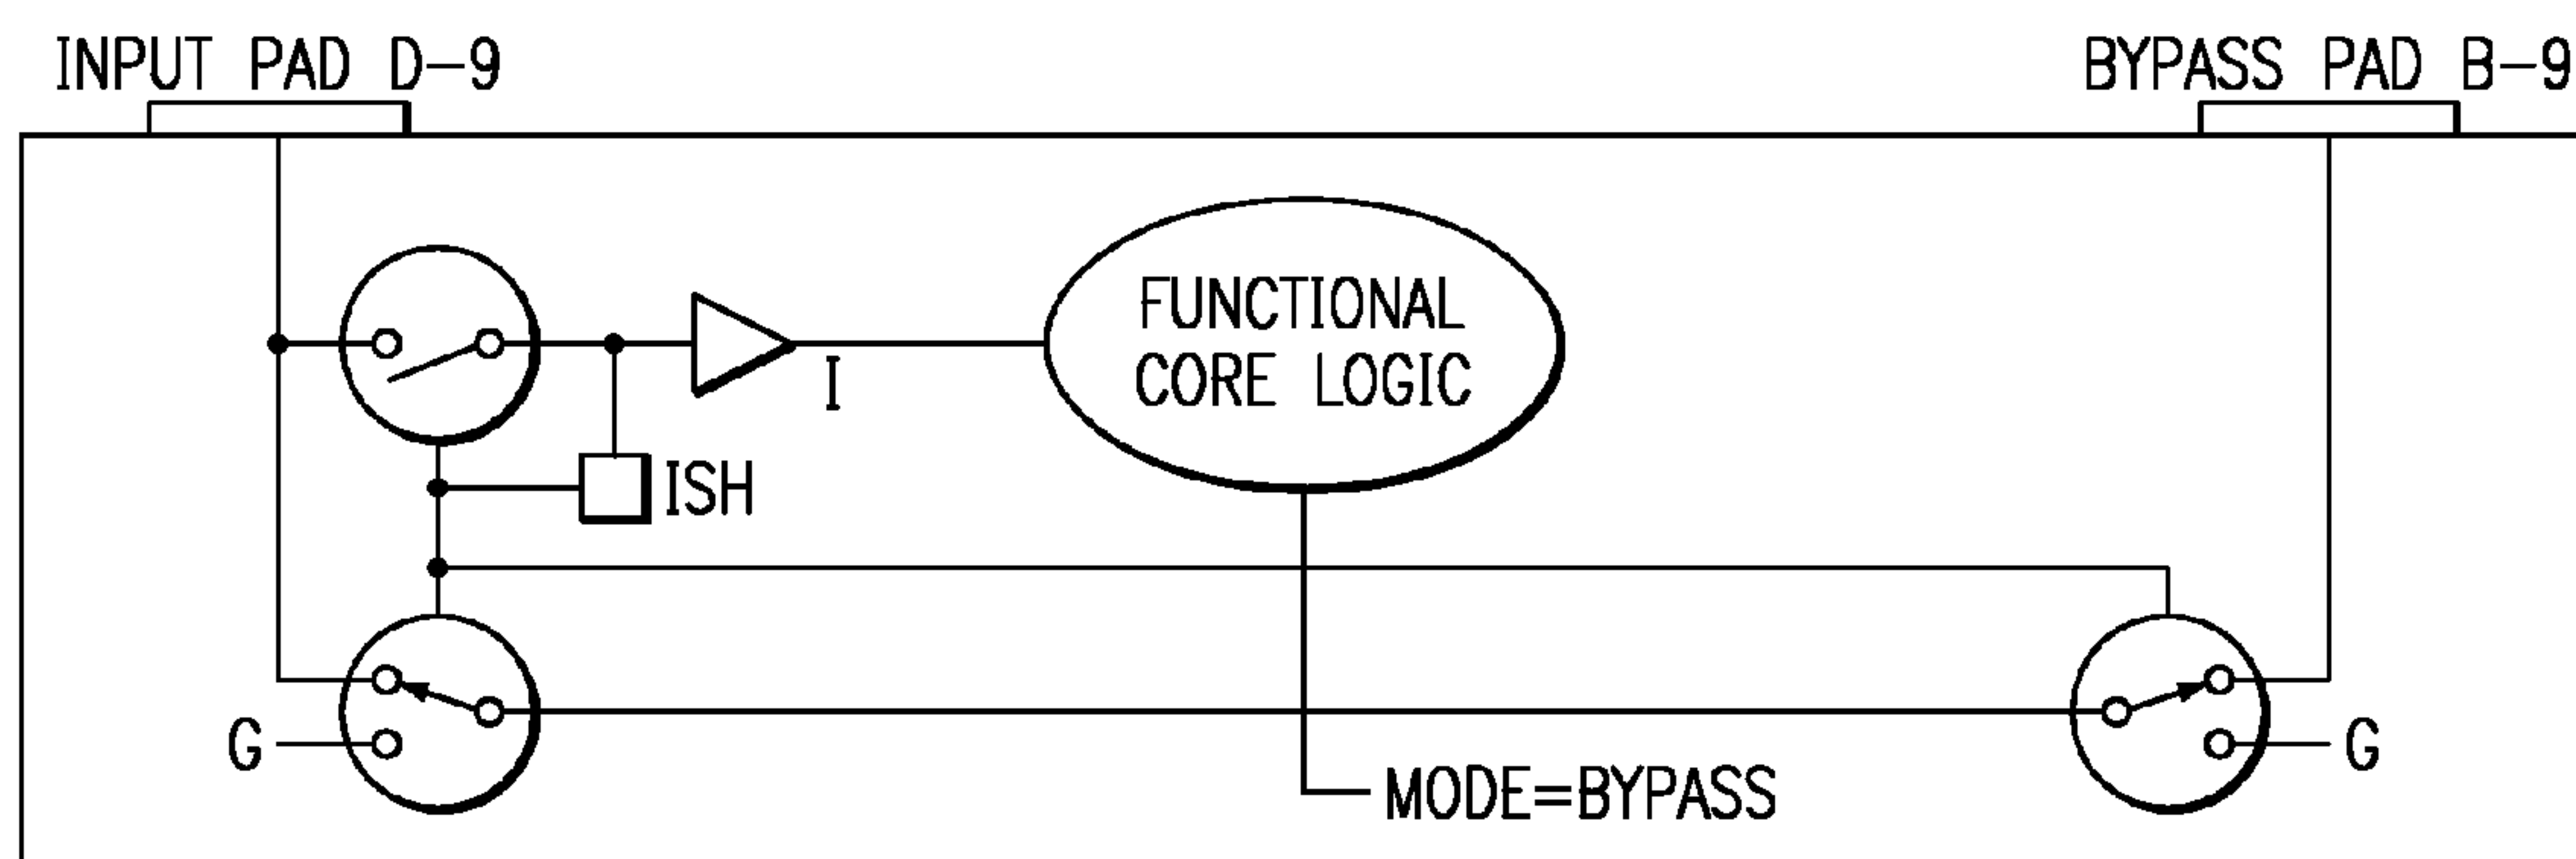 INPUT PAD D-9
BYPASS PAD B-9
FUNCTIONAL
CORE LOGIC
I
ISH
G
G
MODE=BYPASS